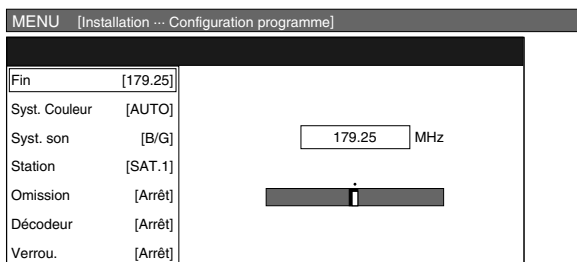 MENU [Installation ··· Configuration programme]
Fin [179.25]
Syst. Couleur [AUTO]
Syst. son [B/G]
179.25 MHz
Station [SAT.1]
Omission [Arrêt]
Décodeur [Arrêt]
Verrou. [Arrêt]